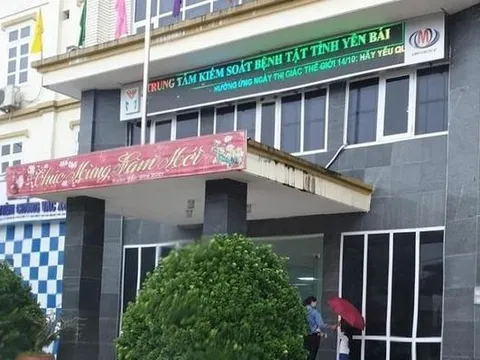 TRUNG TÂM KIỂM SOÁT BỆNH TẬT TỈNH YÊN BÁI
HƯỞNG ỨNG NGÀY THỊ GIÁC THẾ GIỚI 14/10: HÃY YÊU QU
Chúc Mừng Năm Mới